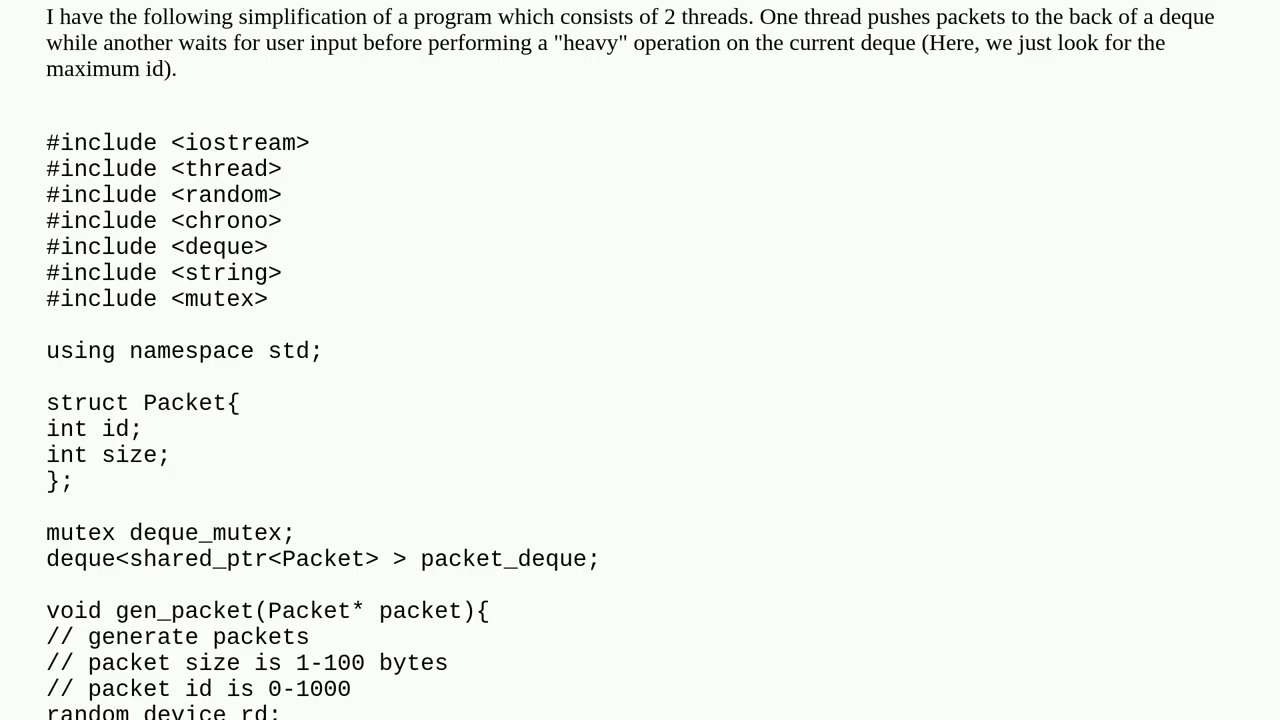 I have the following simplification of a program which consists of 2 threads. One thread pushes packets to the back of a deque
while another waits for user input before performing a "heavy" operation on the current deque (Here, we just look for the
maximum id).
#include <iostream>
#include <thread>
#include <random>
#include <chrono>
#include <deque>
#include <string>
#include <mutex>
using namespace std;
struct Packet{
int id;
int size;
};
mutex deque_mutex;
deque<shared_ptr<Packet> > packet_deque;
void gen_packet(Packet* packet){
// generate packets
// packet size is 1-100 bytes
// packet id is 0-1000
random_device rd;